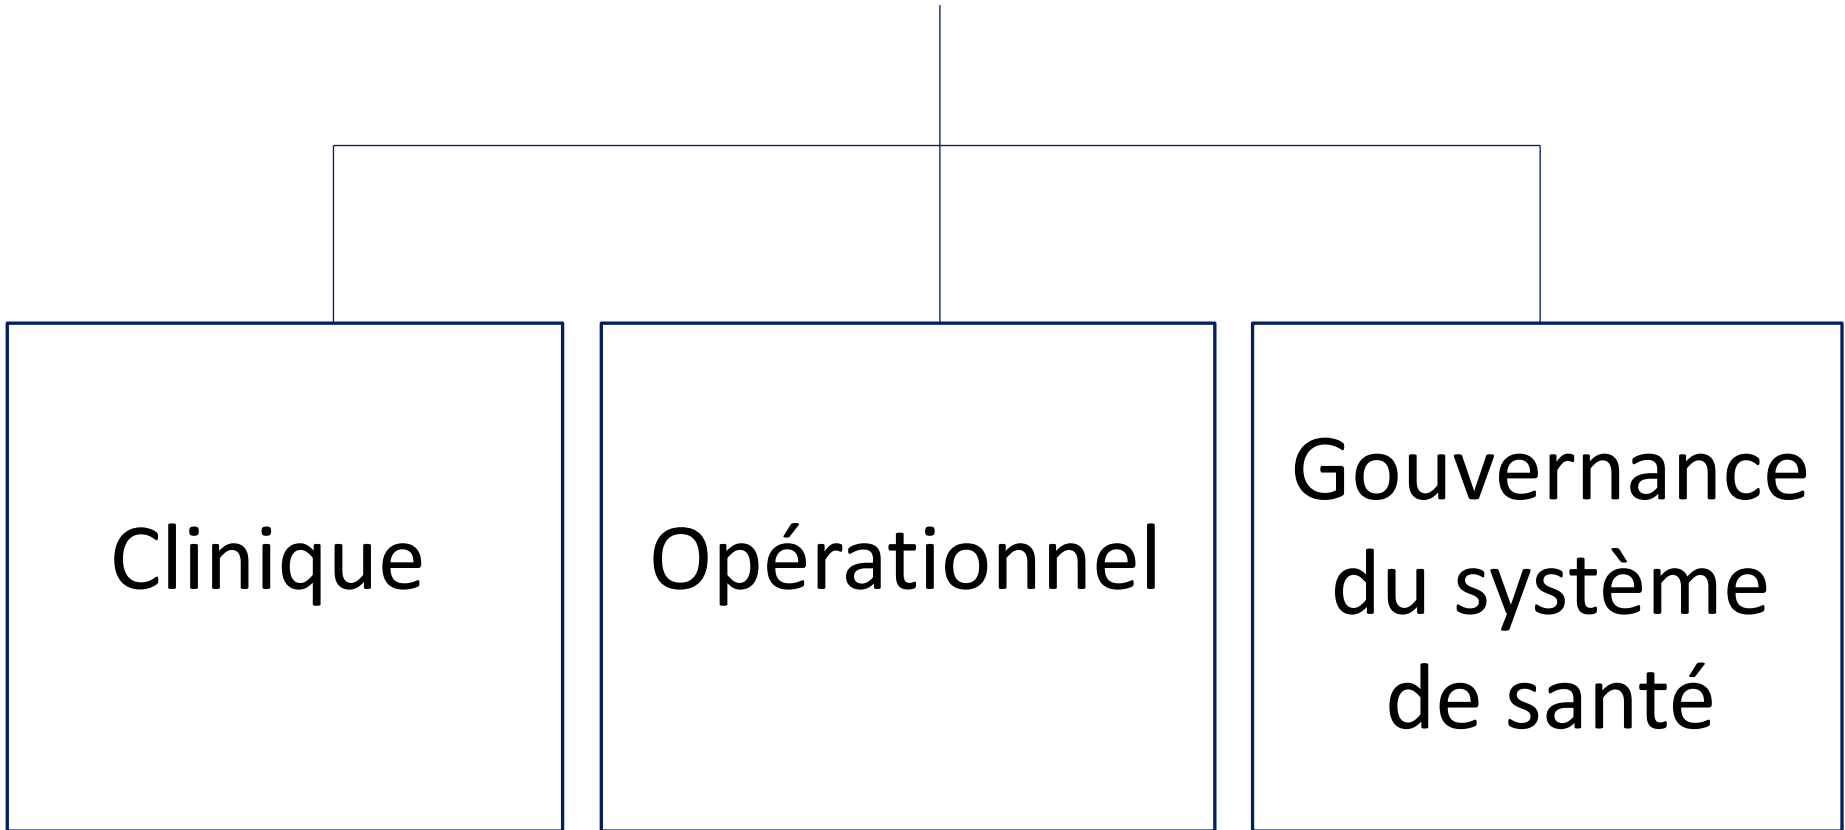 Clinique
Opérationnel
Gouvernance
du système
de santé